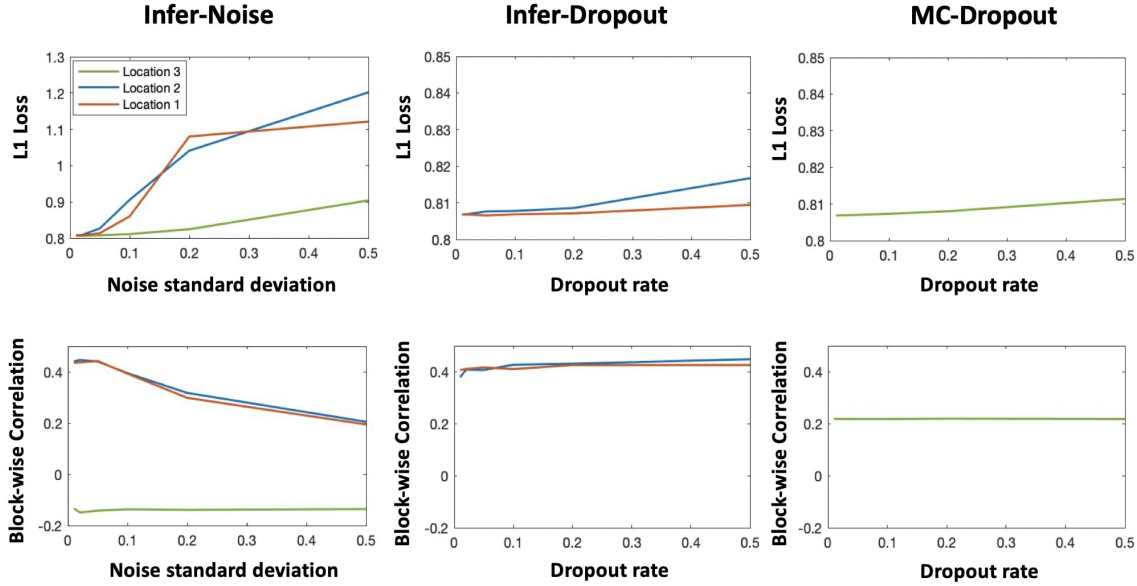 Infer-Noise Infer-Dropout MC-Dropout
L1 Loss
1.3
1.2
1.1
1
0.9
0.8
Location 3
Location 2
Location 1
0 0.1 0.2 0.3 0.4 0.5
Noise standard deviation
L1 Loss
0.85
0.84
0.83
0.82
0.81
0.8
0 0.1 0.2 0.3 0.4 0.5
Dropout rate
L1 Loss
0.85
0.84
0.83
0.82
0.81
0.8
0 0.1 0.2 0.3 0.4 0.5
Dropout rate
Block-wise Correlation
0.4
0.2
0
-0.2
0 0.1 0.2 0.3 0.4 0.5
Noise standard deviation
Block-wise Correlation
0.4
0.2
0
-0.2
0 0.1 0.2 0.3 0.4 0.5
Dropout rate
Block-wise Correlation
0.4
0.2
0
-0.2
0 0.1 0.2 0.3 0.4 0.5
Dropout rate